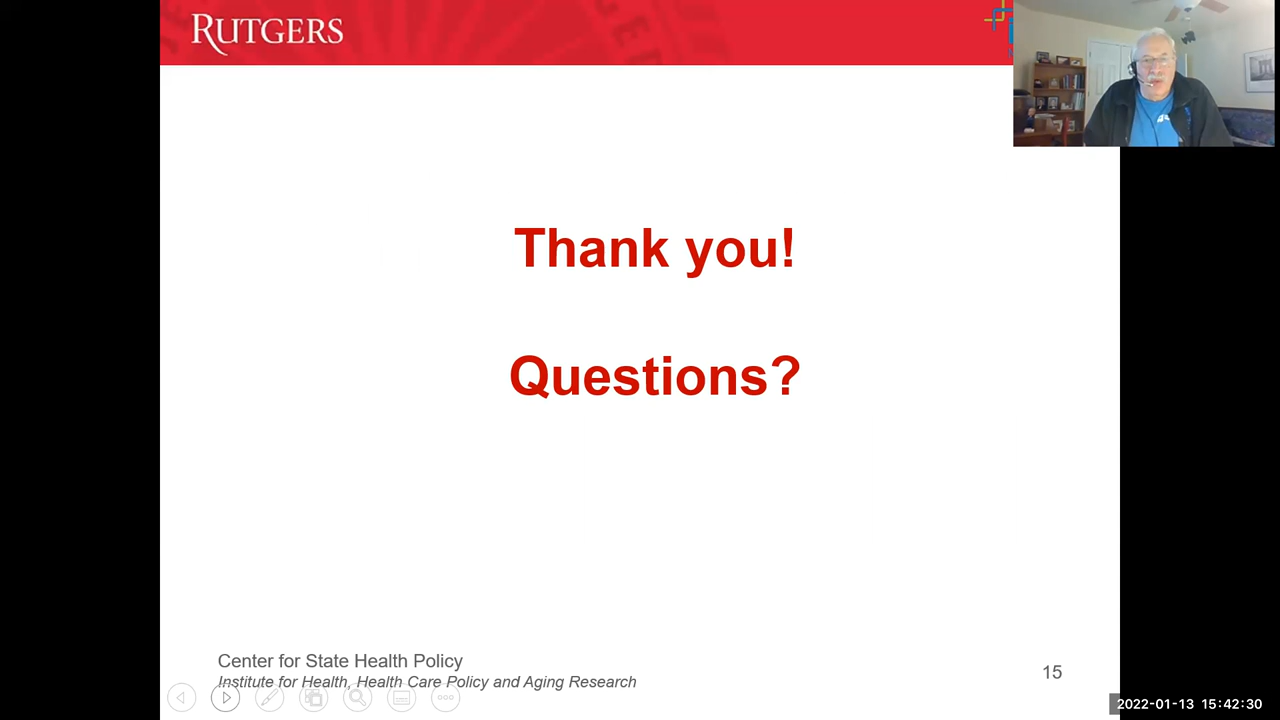 RUTGERS
Thank you!
Questions?
Center for State Health Policy
Institute for Health, Health Care Policy and Aging Research
15
2022-01-13 15:42:30